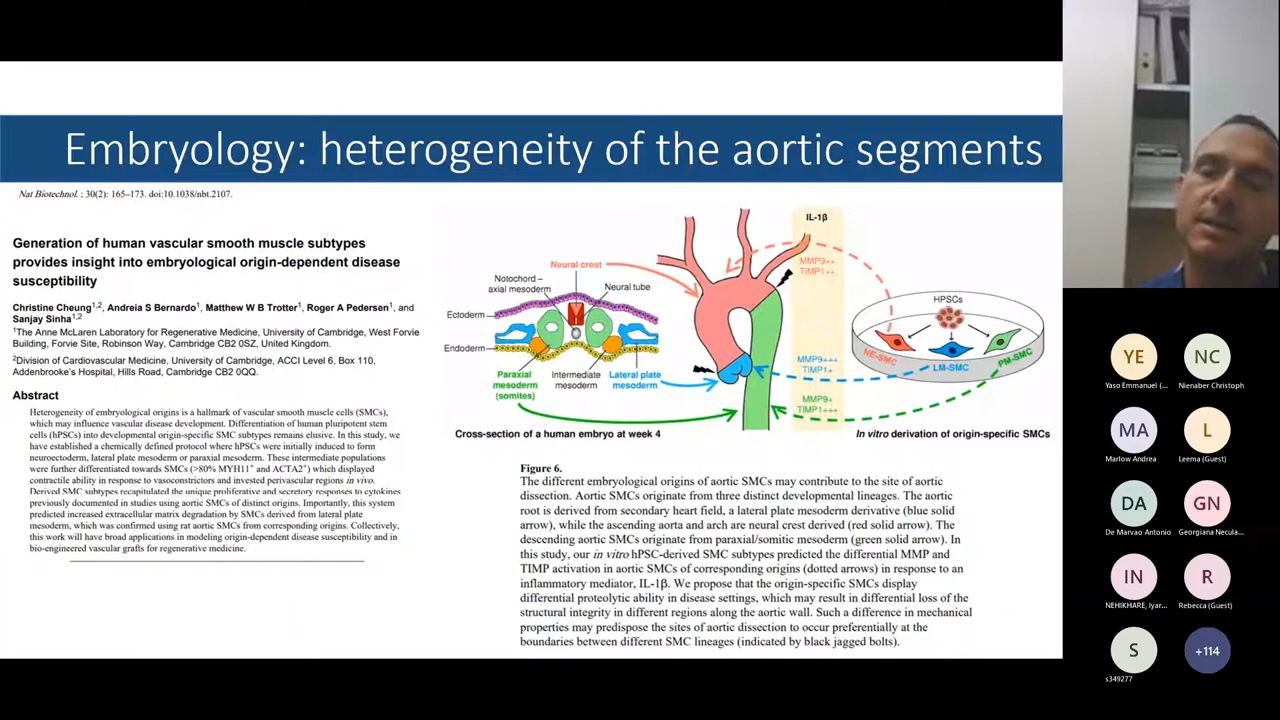 Embryology: heterogeneity of the aortic segments
Nat Biotechnol. ; 30(2): 165–173. doi:10.1038/nbt.2107.
Generation of human vascular smooth muscle subtypes
provides insight into embryological origin-dependent disease
susceptibility
Christine Cheung1,2, Andreia S Bernardo1, Matthew W B Trotter1, Roger A Pedersen1, and
Sanjay Sinha1,2
1The Anne McLaren Laboratory for Regenerative Medicine, University of Cambridge, West Forvie
Building, Forvie Site, Robinson Way, Cambridge CB2 0SZ, United Kingdom.
2Division of Cardiovascular Medicine, University of Cambridge, ACCI Level 6, Box 110,
Addenbrooke's Hospital, Hills Road, Cambridge CB2 0QQ.
Abstract
Heterogeneity of embryological origins is a hallmark of vascular smooth muscle cells (SMCs),
which may influence vascular disease development. Differentiation of human pluripotent stem
cells (hPSCs) into developmental origin-specific SMC subtypes remains elusive. In this study, we
have established a chemically defined protocol where hPSCs were initially induced to form
neuroectoderm, lateral plate mesoderm or paraxial mesoderm. These intermediate populations
were further differentiated towards SMCs (>80% MYH11+ and ACTA2+) which displayed
contractile ability in response to vasoconstrictors and invested perivascular regions in vivo.
Derived SMC subtypes recapitulated the unique proliferative and secretory responses to cytokines
previously documented in studies using aortic SMCs of distinct origins. Importantly, this system
predicted increased extracellular matrix degradation by SMCs derived from lateral plate
mesoderm, which was confirmed using rat aortic SMCs from corresponding origins. Collectively,
this work will have broad applications in modeling origin-dependent disease susceptibility and in
bio-engineered vascular grafts for regenerative medicine.
Neural crest
Notochord –
axial mesoderm
Neural tube
Ectoderm
Endoderm
Paraxial
mesoderm
(somites)
Intermediate
mesoderm
Lateral plate
mesoderm
Cross-section of a human embryo at week 4
IL-1β
MMP9++
TIMP1++
MMP9+++
TIMP1+
MMP9+
TIMP1+++
HPSCs
NE-SMC
LM-SMC
PM-SMC
In vitro derivation of origin-specific SMCs
Figure 6.
The different embryological origins of aortic SMCs may contribute to the site of aortic
dissection. Aortic SMCs originate from three distinct developmental lineages. The aortic
root is derived from secondary heart field, a lateral plate mesoderm derivative (blue solid
arrow), while the ascending aorta and arch are neural crest derived (red solid arrow). The
descending aortic SMCs originate from paraxial/somitic mesoderm (green solid arrow). In
this study, our in vitro hPSC-derived SMC subtypes predicted the differential MMP and
TIMP activation in aortic SMCs of corresponding origins (dotted arrows) in response to an
inflammatory mediator, IL-1β. We propose that the origin-specific SMCs display
differential proteolytic ability in disease settings, which may result in differential loss of the
structural integrity in different regions along the aortic wall. Such a difference in mechanical
properties may predispose the sites of aortic dissection to occur preferentially at the
boundaries between different SMC lineages (indicated by black jagged bolts).
YE
Yaso Emmanuel (...
NC
Nienaber Christoph
MA
Marlow Andrea
L
Leema (Guest)
DA
De Marvao Antonio
GN
Georgiana Necula...
IN
NEHIKHARE, Iyar...
R
Rebecca (Guest)
S
s349277
+114